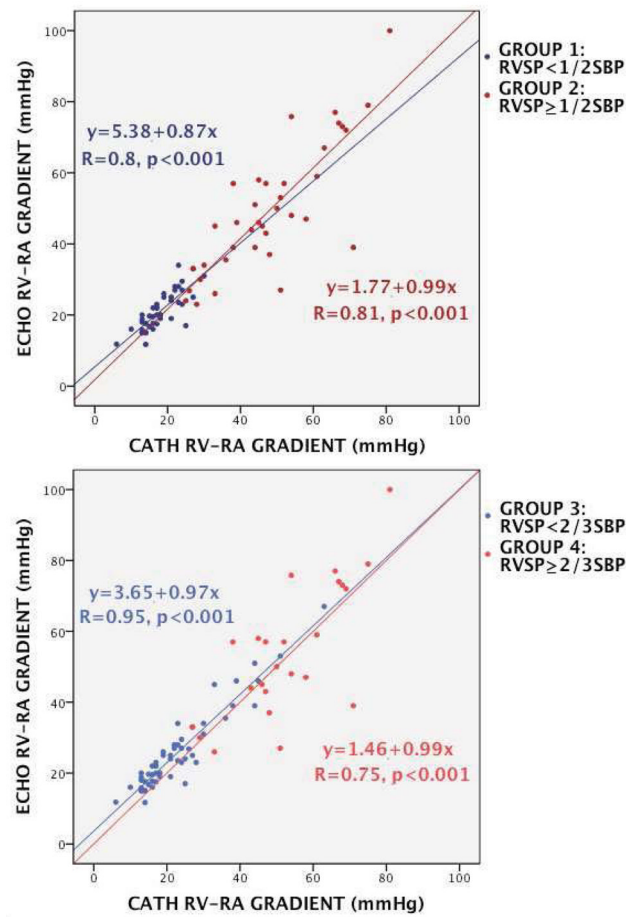 100
80
60
40
20
0
ECHO RV-RA GRADIENT (mmHg)
y=5.38+0.87x
R=0.8, p<0.001
y=1.77+0.99x
R=0.81, p<0.001
0 20 40 60 80 100
CATH RV-RA GRADIENT (mmHg)
GROUP 1:
RVSP<1/2SBP
GROUP 2:
RVSP≥1/2SBP
100
80
60
40
20
0
ECHO RV-RA GRADIENT (mmHg)
y=3.65+0.97x
R=0.95, p<0.001
y=1.46+0.99x
R=0.75, p<0.001
0 20 40 60 80 100
CATH RV-RA GRADIENT (mmHg)
GROUP 3:
RVSP<2/3SBP
GROUP 4:
RVSP≥2/3SBP